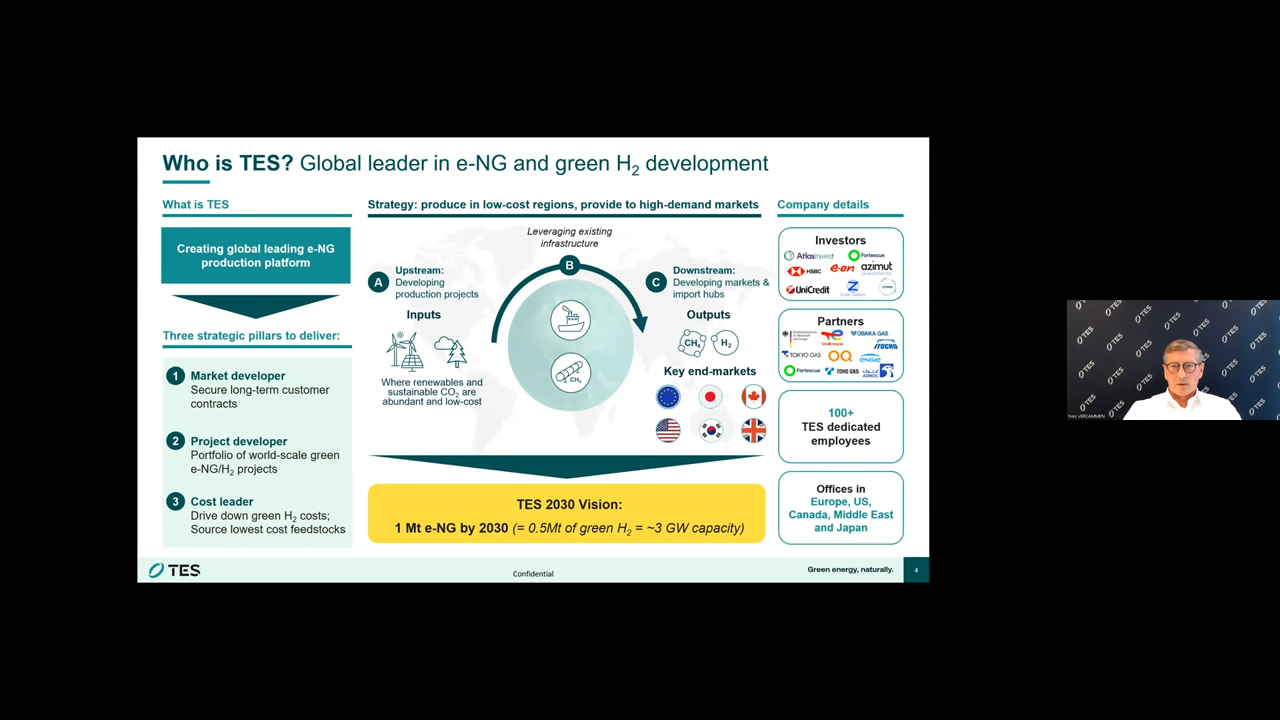 Who is TES? Global leader in e-NG and green H2 development
What is TES
Creating global leading e-NG
production platform
Three strategic pillars to deliver:
1 Market developer
Secure long-term customer
contracts
2 Project developer
Portfolio of world-scale green
e-NG/H2 projects
3 Cost leader
Drive down green H2 costs;
Source lowest cost feedstocks
Strategy: produce in low-cost regions, provide to high-demand markets
Leveraging existing
infrastructure
B
A Upstream:
Developing
production projects
Inputs
Where renewables and
sustainable CO2 are
abundant and low-cost
CH4
C Downstream:
Developing markets &
import hubs
Outputs
CH4 H2
Key end-markets
TES 2030 Vision:
1 Mt e-NG by 2030 (= 0.5Mt of green H2 = ~3 GW capacity)
Company details
Investors
AtlasInvest Fortescue
HSBC e·on azimut
UniCredit
Partners
TotalEnergies OSAKA GAS
ITOCHU
TOKYO GAS OQ ENGIE
Fortescue TOHO GAS ADNOC
100+
TES dedicated
employees
Offices in
Europe, US,
Canada, Middle East
and Japan
TES
Confidential
Green energy, naturally.
4
TES
Yves VERCAMMEN